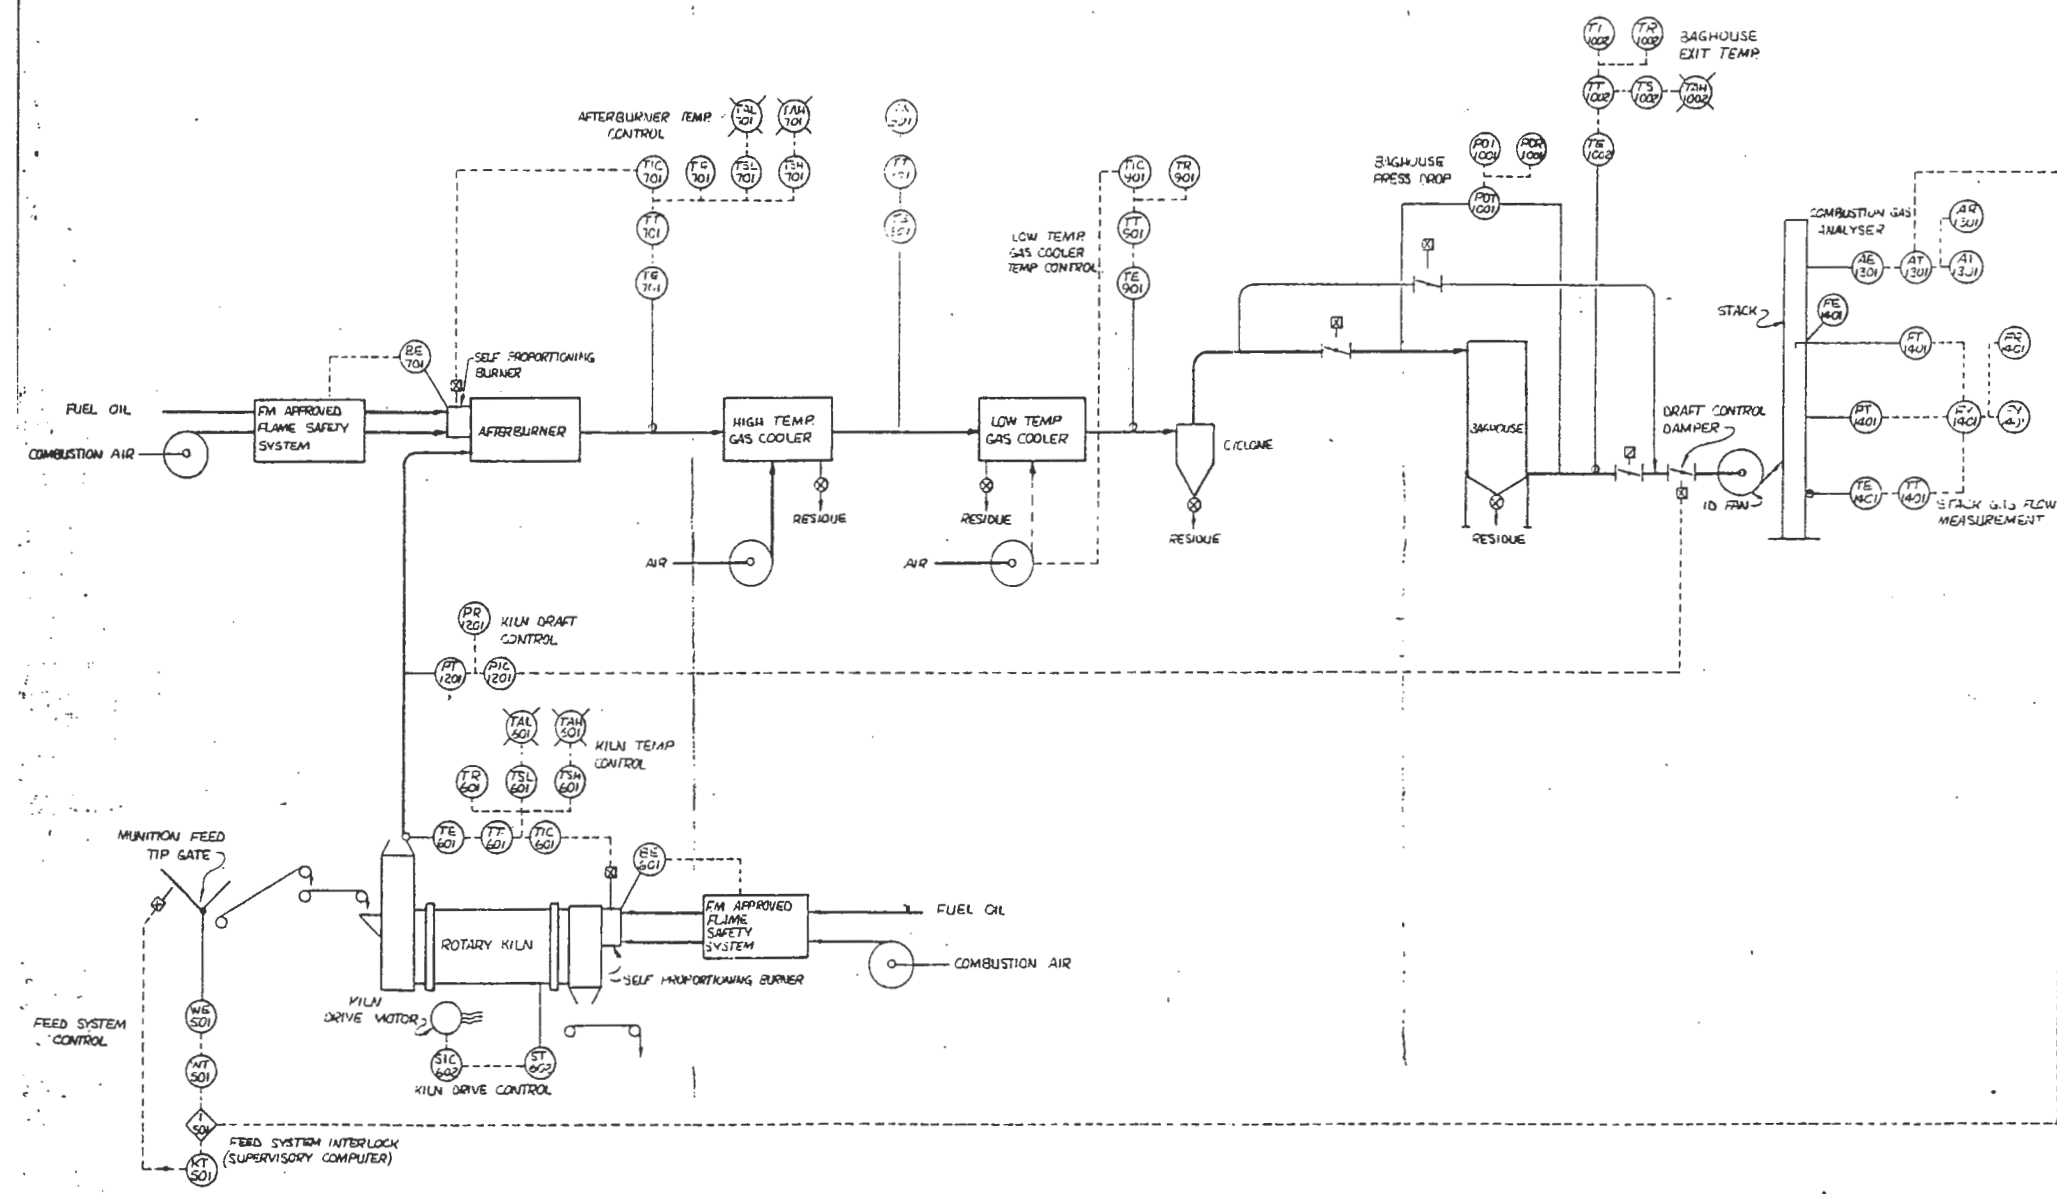 TI
1002
TR
1002
BAGHOUSE
EXIT TEMP.
TT
1002
TS
1002
TAH
1002
TE
1002
AFTERBURNER TEMP.
CONTROL
TAL
701
TAH
701
TIC
701
701
TSL
701
TSH
701
TT
701
TE
701
LOW TEMP.
GAS COOLER
TEMP CONTROL
TIC
901
TR
901
TT
901
TE
901
BAGHOUSE
PRESS DROP
PDI
1001
PDR
1001
PDT
1001
COMBUSTION GAS
ANALYSER
AR
1301
AE
1301
AT
1301
AI
1301
STACK
FE
1401
FT
1401
FR
1401
PT
1401
FY
1401
FY
1401
TE
1401
TT
1401
STACK GAS FLOW
MEASUREMENT
BE
701
SELF PROPORTIONING
BURNER
FUEL OIL
COMBUSTION AIR
FM APPROVED
FLAME SAFETY
SYSTEM
AFTERBURNER
HIGH TEMP.
GAS COOLER
LOW TEMP
GAS COOLER
CYCLONE
BAGHOUSE
DRAFT CONTROL
DAMPER
ID FAN
RESIDUE
RESIDUE
RESIDUE
RESIDUE
AIR
AIR
PR
1201
KILN DRAFT
CONTROL
PT
1201
PIC
1201
TAL
601
TAH
601
KILN TEMP
CONTROL
TR
601
TSL
601
TSH
601
TE
601
TT
601
TIC
601
BE
601
MUNITION FEED
TIP GATE
ROTARY KILN
FM APPROVED
FLAME
SAFETY
SYSTEM
FUEL OIL
COMBUSTION AIR
SELF PROPORTIONING BURNER
KILN
DRIVE MOTOR
SIC
602
ST
602
KILN DRIVE CONTROL
FEED SYSTEM
CONTROL
WE
501
WT
501
I
501
FEED SYSTEM INTERLOCK
(SUPERVISORY COMPUTER)
KT
501